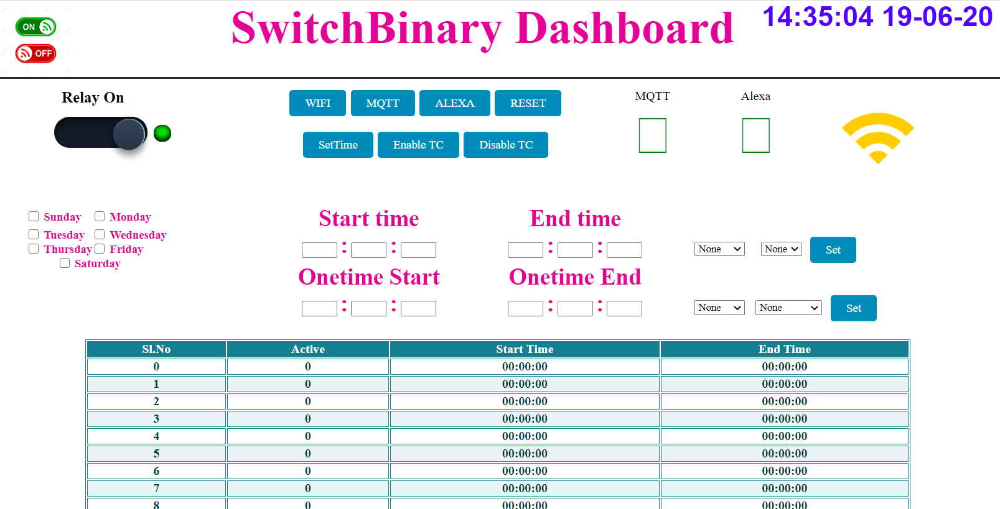 ON
OFF
SwitchBinary Dashboard
14:35:04 19-06-20
Relay On
WIFI MQTT ALEXA RESET
SetTime Enable TC Disable TC
MQTT Alexa
Sunday Monday
Tuesday Wednesday
Thursday Friday
Saturday
Start time End time
: : : : None None Set
Onetime Start Onetime End
: : : : None None Set
Sl.No Active Start Time End Time
0 0 00:00:00 00:00:00
1 0 00:00:00 00:00:00
2 0 00:00:00 00:00:00
3 0 00:00:00 00:00:00
4 0 00:00:00 00:00:00
5 0 00:00:00 00:00:00
6 0 00:00:00 00:00:00
7 0 00:00:00 00:00:00
8 0 00:00:00 00:00:00